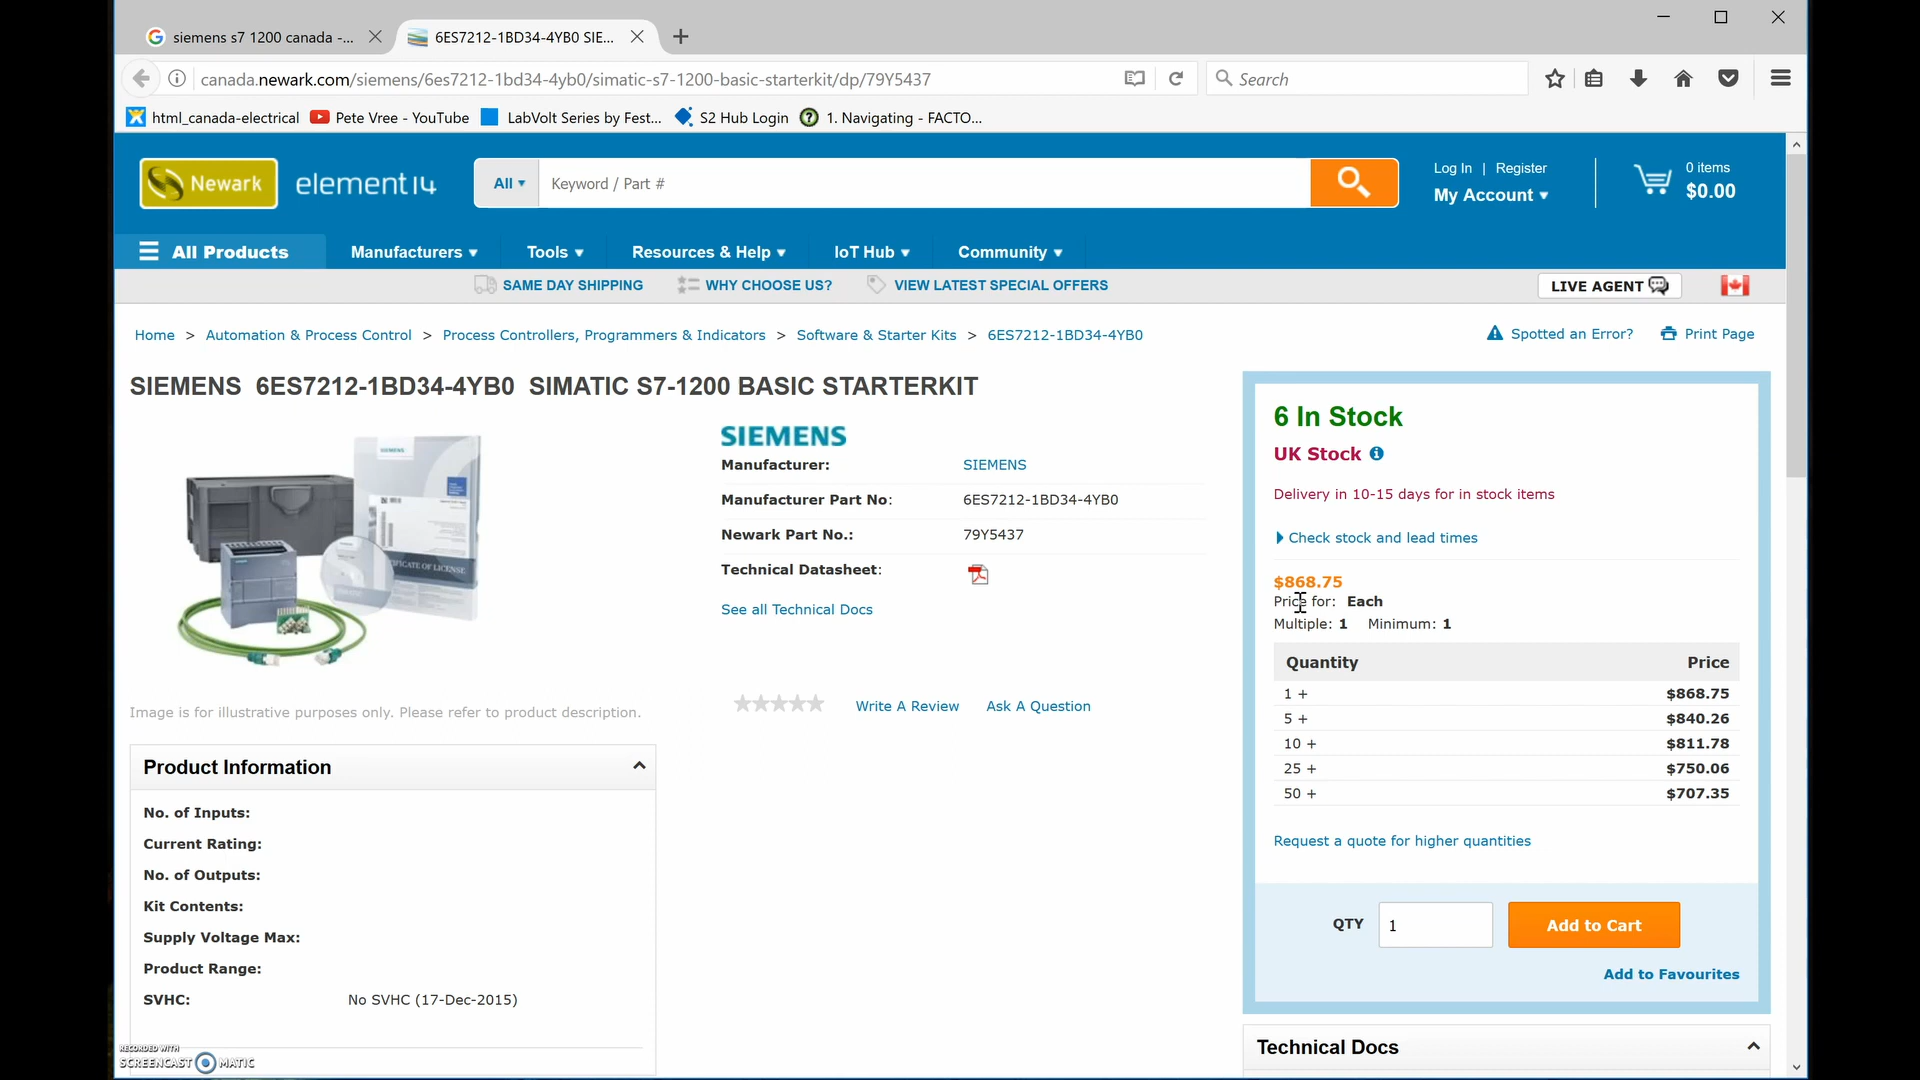 siemens s7 1200 canada -...
6ES7212-1BD34-4YB0 SIE...
canada.newark.com/siemens/6es7212-1bd34-4yb0/simatic-s7-1200-basic-starterkit/dp/79Y5437
Search
html_canada-electrical
Pete Vree - YouTube
LabVolt Series by Fest...
S2 Hub Login
1. Navigating - FACTO...
Newark
element14
All
Keyword / Part #
Log In | Register
My Account
0 items
$0.00
All Products
Manufacturers
Tools
Resources & Help
IoT Hub
Community
SAME DAY SHIPPING
WHY CHOOSE US?
VIEW LATEST SPECIAL OFFERS
LIVE AGENT
Home > Automation & Process Control > Process Controllers, Programmers & Indicators > Software & Starter Kits > 6ES7212-1BD34-4YB0
Spotted an Error?
Print Page
SIEMENS 6ES7212-1BD34-4YB0 SIMATIC S7-1200 BASIC STARTERKIT
SIEMENS
Manufacturer: SIEMENS
Manufacturer Part No: 6ES7212-1BD34-4YB0
Newark Part No.: 79Y5437
Technical Datasheet:
See all Technical Docs
Write A Review
Ask A Question
Image is for illustrative purposes only. Please refer to product description.
Product Information
No. of Inputs:
Current Rating:
No. of Outputs:
Kit Contents:
Supply Voltage Max:
Product Range:
SVHC: No SVHC (17-Dec-2015)
6 In Stock
UK Stock
Delivery in 10-15 days for in stock items
Check stock and lead times
$868.75
Price for: Each
Multiple: 1 Minimum: 1
Quantity Price
1 + $868.75
5 + $840.26
10 + $811.78
25 + $750.06
50 + $707.35
Request a quote for higher quantities
QTY 1 Add to Cart
Add to Favourites
Technical Docs
RECORDED WITH
SCREENCAST MATIC